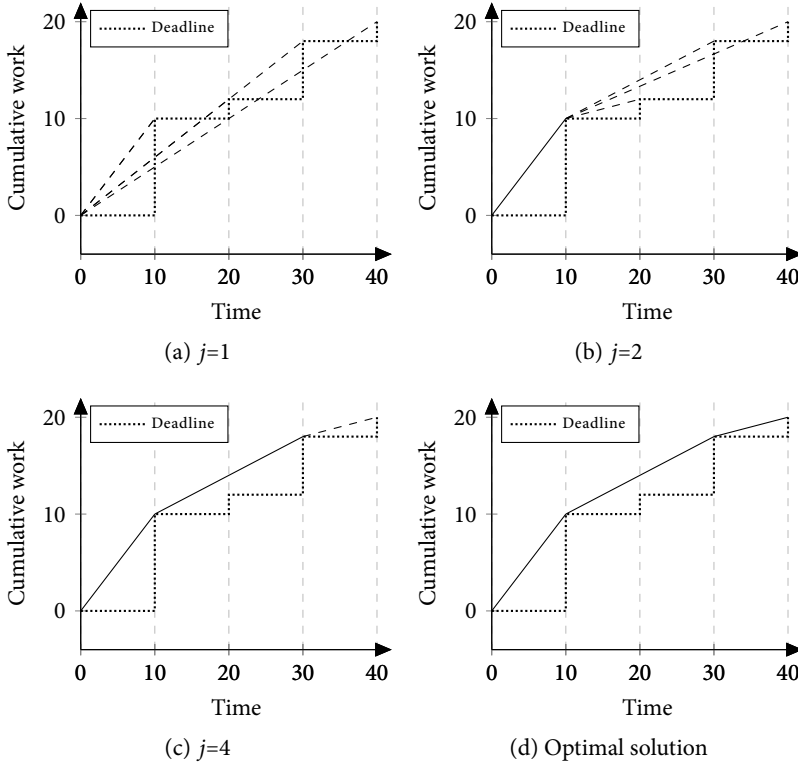 Deadline
Cumulative work
20
10
0
0 10 20 30 40
Time
(a) j=1
Deadline
Cumulative work
20
10
0
0 10 20 30 40
Time
(b) j=2
Deadline
Cumulative work
20
10
0
0 10 20 30 40
Time
(c) j=4
Deadline
Cumulative work
20
10
0
0 10 20 30 40
Time
(d) Optimal solution